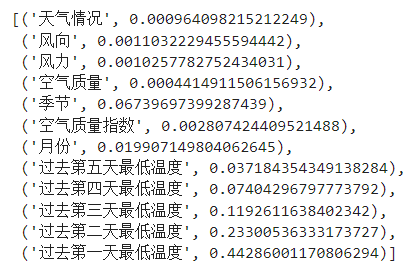 [('天气情况', 0.000964098215212249),
('风向', 0.0011032229455594442),
('风力', 0.0010257782752434031),
('空气质量', 0.0004414911506156932),
('季节', 0.06739697399287439),
('空气质量指数', 0.002807424409521488),
('月份', 0.019907149804062645),
('过去第五天最低温度', 0.037184354349138284),
('过去第四天最低温度', 0.07404296797773792),
('过去第三天最低温度', 0.1192611638402342),
('过去第二天最低温度', 0.23300536333173727),
('过去第一天最低温度', 0.44286001170806294)]